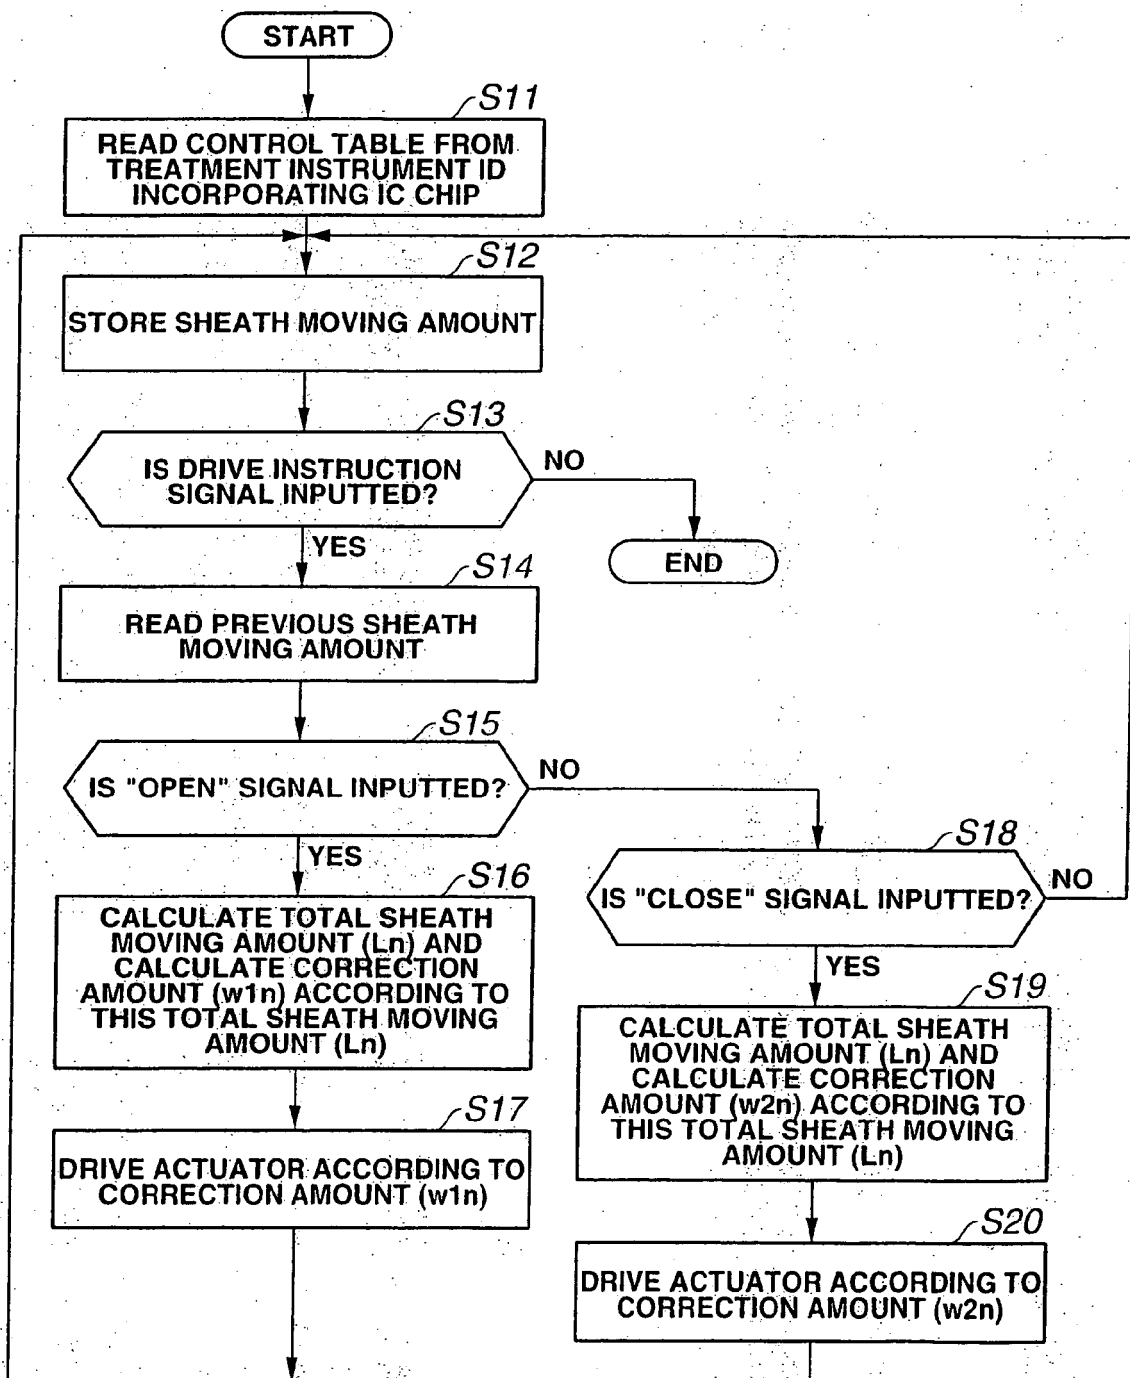 START
S11
READ CONTROL TABLE FROM
TREATMENT INSTRUMENT ID
INCORPORATING IC CHIP
S12
STORE SHEATH MOVING AMOUNT
S13
IS DRIVE INSTRUCTION
SIGNAL INPUTTED?
NO
YES
END
S14
READ PREVIOUS SHEATH
MOVING AMOUNT
S15
IS "OPEN" SIGNAL INPUTTED?
NO
YES
S16
CALCULATE TOTAL SHEATH
MOVING AMOUNT (Ln) AND
CALCULATE CORRECTION
AMOUNT (w1n) ACCORDING TO
THIS TOTAL SHEATH MOVING
AMOUNT (Ln)
S17
DRIVE ACTUATOR ACCORDING TO
CORRECTION AMOUNT (w1n)
S18
IS "CLOSE" SIGNAL INPUTTED?
NO
YES
S19
CALCULATE TOTAL SHEATH
MOVING AMOUNT (Ln) AND
CALCULATE CORRECTION
AMOUNT (w2n) ACCORDING TO
THIS TOTAL SHEATH MOVING
AMOUNT (Ln)
S20
DRIVE ACTUATOR ACCORDING TO
CORRECTION AMOUNT (w2n)